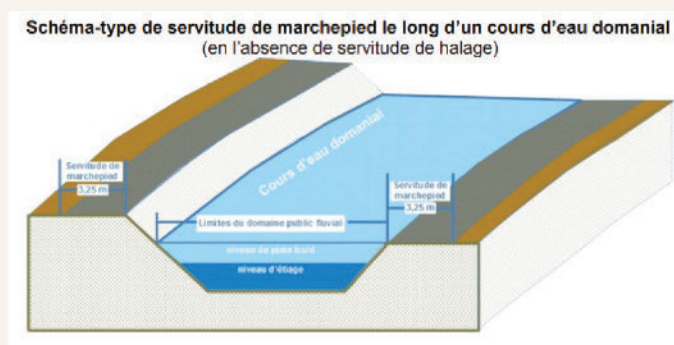 Schéma-type de servitude de marchepied le long d'un cours d'eau domanial
(en l'absence de servitude de halage)
Cours d'eau domanial
Servitude de
marchepied
3,25 m
Servitude de
marchepied
3,25 m
Limites du domaine public fluvial
niveau de plein bord
niveau d'étiage